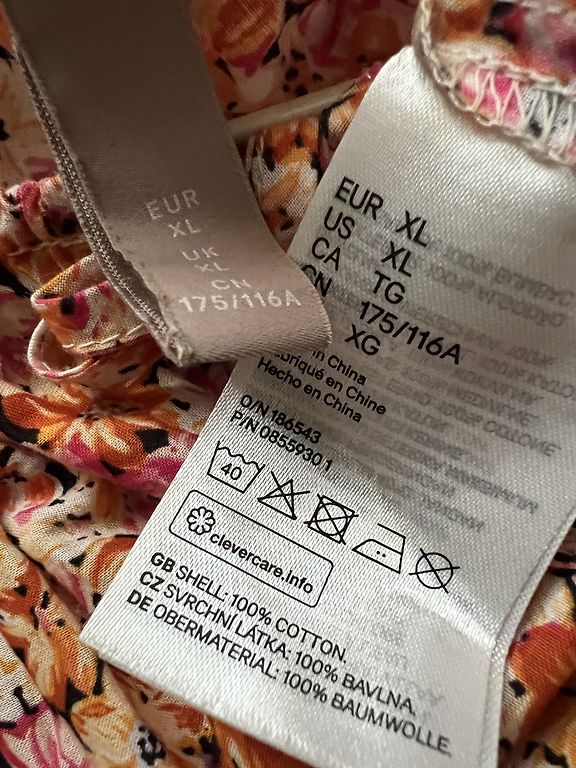 EUR
XL
UK
XL
CN
175/116A
EUR XL
US XL
CA TG
CN 175/116A
XG
in China
Fabriqué en Chine
Hecho en China
O/N 186543
P/N 0855930 1
40
clevercare.info
GB SHELL: 100% COTTON.
CZ SVRCHNÍ LÁTKA: 100% BAVLNA.
DE OBERMATERIAL: 100% BAUMWOLLE.